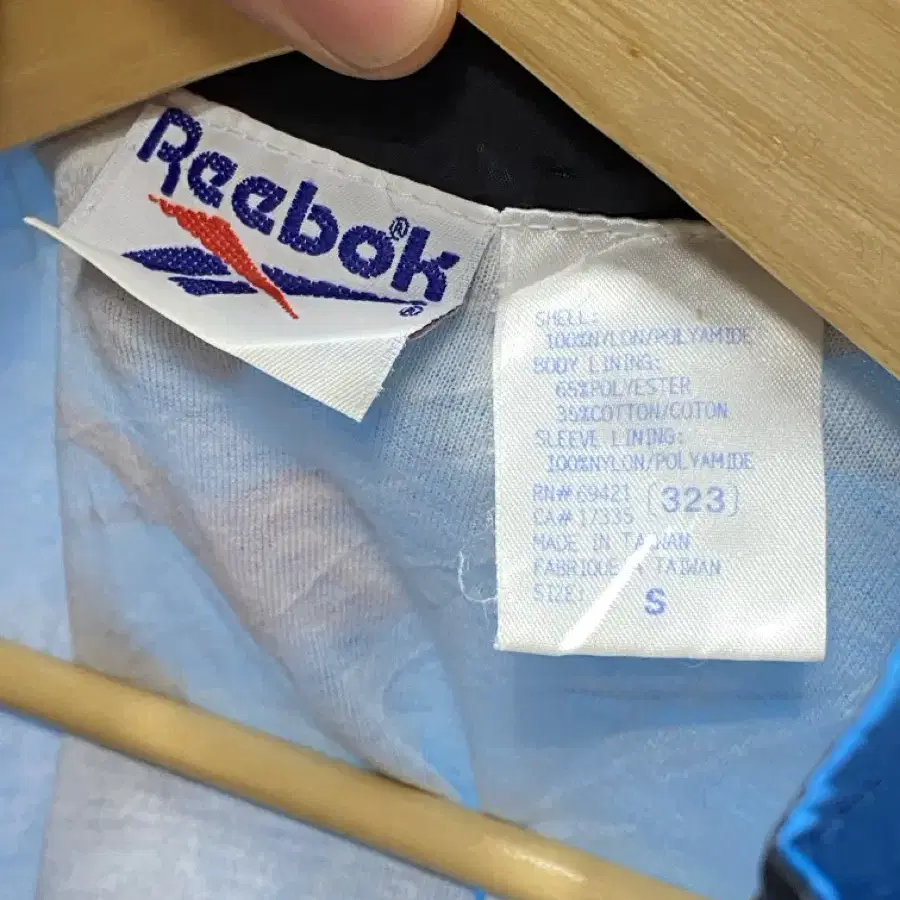 Reebok®
®
SHELL:
100%NYLON/POLYAMIDE
BODY LINING:
65%POLYESTER
35%COTTON/COTON
SLEEVE LINING:
100%NYLON/POLYAMIDE
RN# 69421 [323]
CA# 17335
MADE IN TAIWAN
FABRIQUE A TAIWAN
SIZE: S